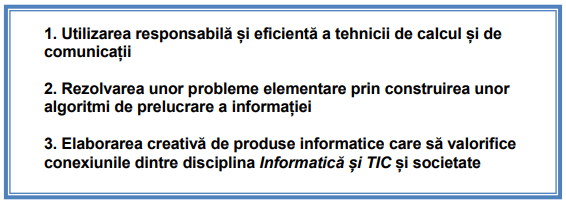 1. Utilizarea responsabilă și eficientă a tehnicii de calcul și de
comunicații
2. Rezolvarea unor probleme elementare prin construirea unor
algoritmi de prelucrare a informației
3. Elaborarea creativă de produse informatice care să valorifice
conexiunile dintre disciplina Informatică și TIC și societate